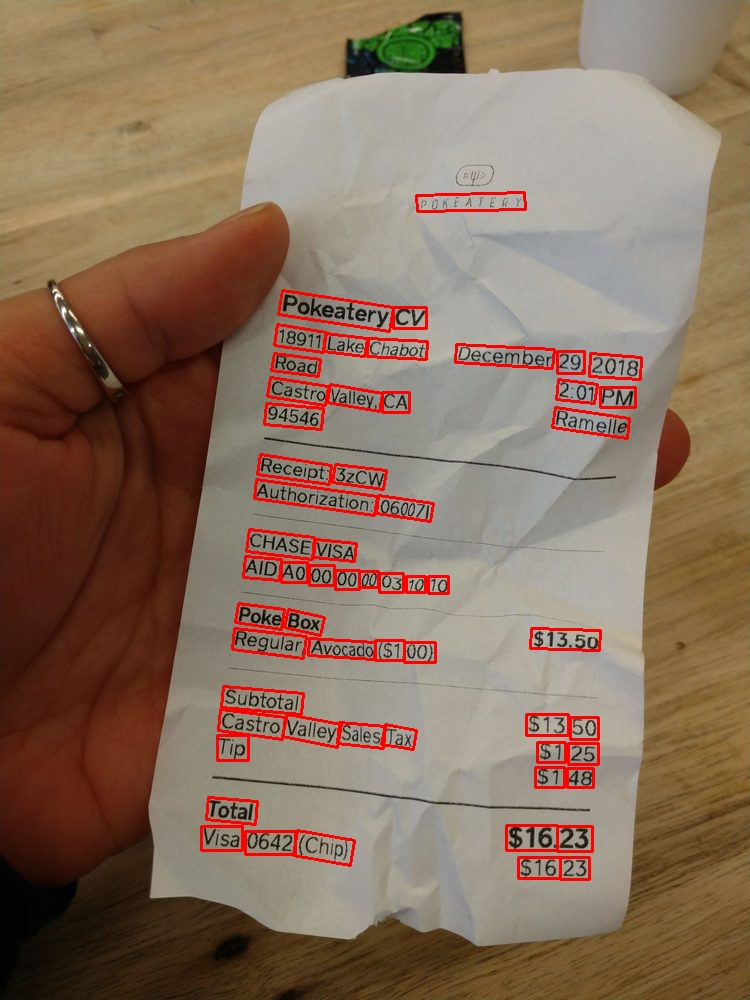 POKEATERY
Pokeatery CV
18911 Lake Chabot Road
Castro Valley, CA 94546
December 29 2018
2:01 PM
Ramelle
Receipt: 3zCW
Authorization: 06007I
CHASE VISA
AID A0 00 00 00 03 10 10
Poke Box $13.50
Regular, Avocado ($1.00)
Subtotal $13.50
Castro Valley Sales Tax $1.25
Tip $1.48
Total $16.23
Visa 0642 (Chip) $16.23